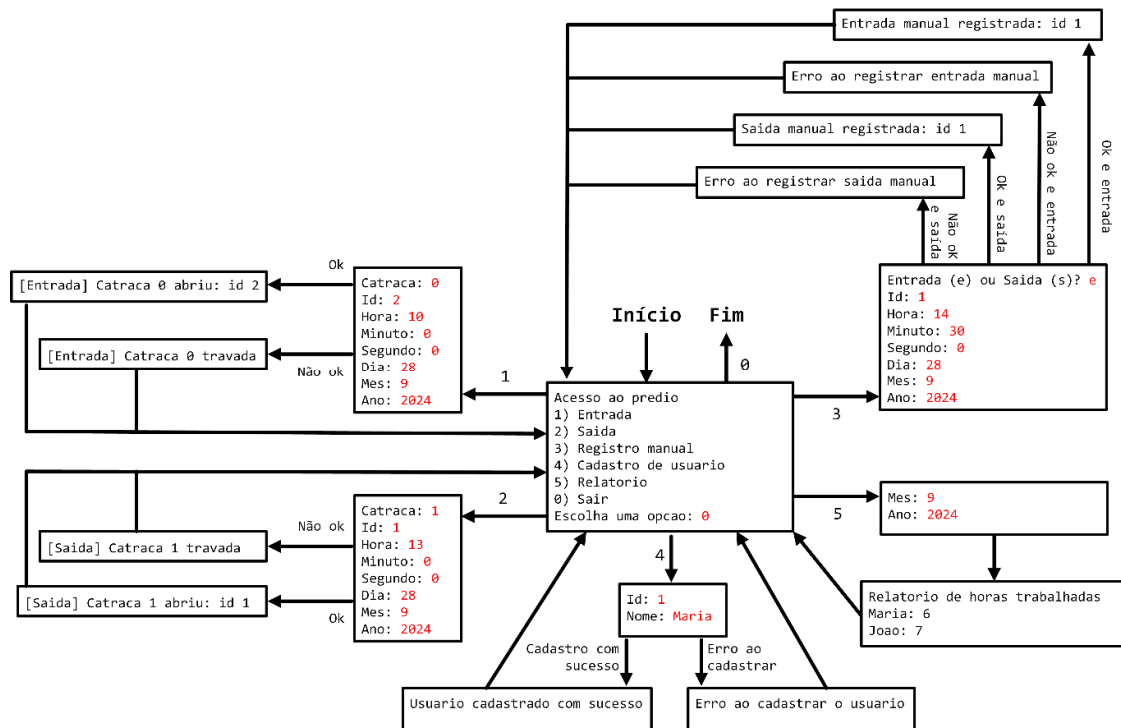 Entrada manual registrada: id 1
Erro ao registrar entrada manual
Saida manual registrada: id 1
Erro ao registrar saida manual
Não oK
e saída
Ok e saída
Não ok e entrada
Ok e entrada
Entrada (e) ou Saida (s)? e
Id: 1
Hora: 14
Minuto: 30
Segundo: 0
Dia: 28
Mes: 9
Ano: 2024
Ok
[Entrada] Catraca 0 abriu: id 2
[Entrada] Catraca 0 travada
Não ok
Catraca: 0
Id: 2
Hora: 10
Minuto: 0
Segundo: 0
Dia: 28
Mes: 9
Ano: 2024
Início
Fim
0
1
3
Acesso ao predio
1) Entrada
2) Saida
3) Registro manual
4) Cadastro de usuario
5) Relatorio
0) Sair
Escolha uma opcao: 0
2
5
4
Mes: 9
Ano: 2024
Não ok
[Saida] Catraca 1 travada
[Saida] Catraca 1 abriu: id 1
Ok
Catraca: 1
Id: 1
Hora: 13
Minuto: 0
Segundo: 0
Dia: 28
Mes: 9
Ano: 2024
Id: 1
Nome: Maria
Relatorio de horas trabalhadas
Maria: 6
Joao: 7
Cadastro com
sucesso
Erro ao
cadastrar
Usuario cadastrado com sucesso
Erro ao cadastrar o usuario